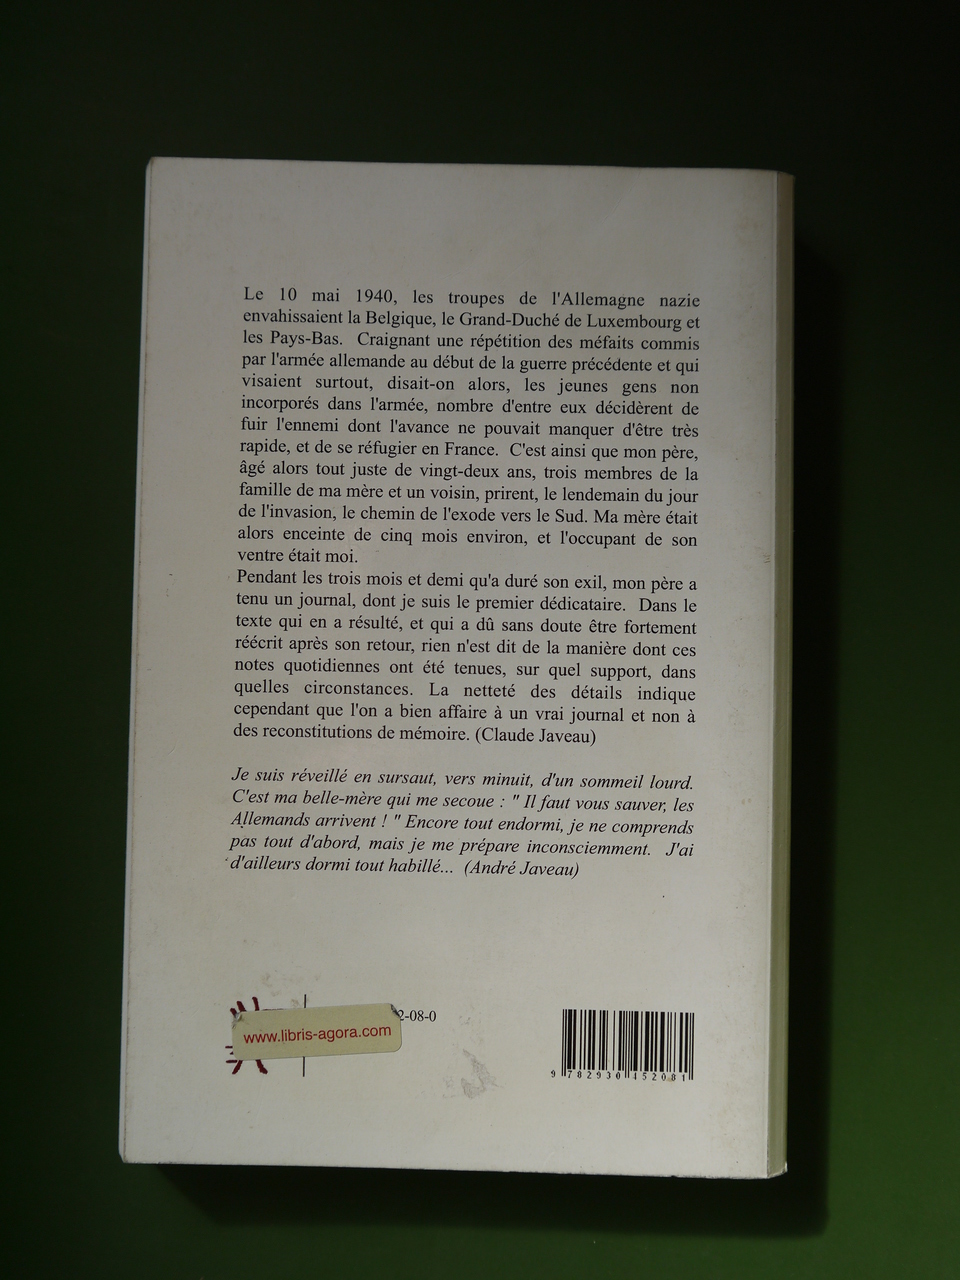 Le 10 mai 1940, les troupes de l'Allemagne nazie
envahissaient la Belgique, le Grand-Duché de Luxembourg et
les Pays-Bas. Craignant une répétition des méfaits commis
par l'armée allemande au début de la guerre précédente et qui
visaient surtout, disait-on alors, les jeunes gens non
incorporés dans l'armée, nombre d'entre eux décidèrent de
fuir l'ennemi dont l'avance ne pouvait manquer d'être très
rapide, et de se réfugier en France. C'est ainsi que mon père,
âgé alors tout juste de vingt-deux ans, trois membres de la
famille de ma mère et un voisin, prirent, le lendemain du jour
de l'invasion, le chemin de l'exode vers le Sud. Ma mère était
alors enceinte de cinq mois environ, et l'occupant de son
ventre était moi.
Pendant les trois mois et demi qu'a duré son exil, mon père a
tenu un journal, dont je suis le premier dédicataire. Dans le
texte qui en a résulté, et qui a dû sans doute être fortement
réécrit après son retour, rien n'est dit de la manière dont ces
notes quotidiennes ont été tenues, sur quel support, dans
quelles circonstances. La netteté des détails indique
cependant que l'on a bien affaire à un vrai journal et non à
des reconstitutions de mémoire. (Claude Javeau)
Je suis réveillé en sursaut, vers minuit, d'un sommeil lourd.
C'est ma belle-mère qui me secoue : " Il faut vous sauver, les
Allemands arrivent ! " Encore tout endormi, je ne comprends
pas tout d'abord, mais je me prépare inconsciemment. J'ai
d'ailleurs dormi tout habillé... (André Javeau)
2-08-0
www.libris-agora.com
9 782930 452081